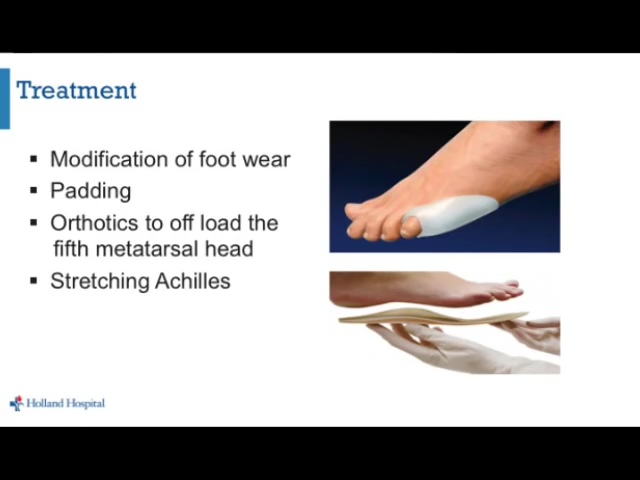 Treatment
▪ Modification of foot wear
▪ Padding
▪ Orthotics to off load the
fifth metatarsal head
▪ Stretching Achilles
Holland Hospital